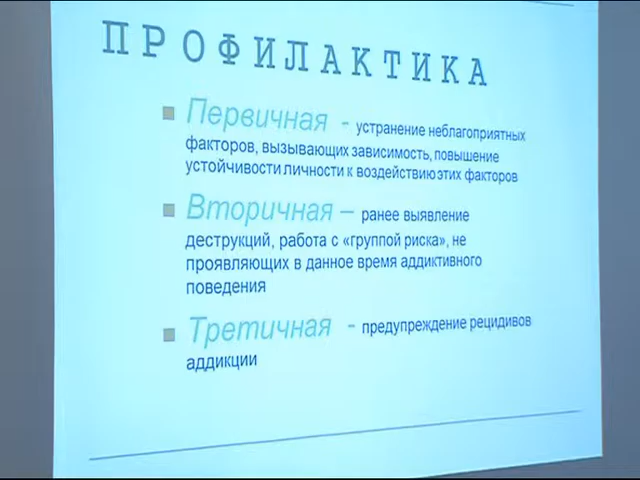 ПРОФИЛАКТИКА
Первичная - устранение неблагоприятных
факторов, вызывающих зависимость, повышение
устойчивости личности к воздействию этих факторов
Вторичная – ранее выявление
деструкций, работа с «группой риска», не
проявляющих в данное время аддиктивного
поведения
Третичная - предупреждение рецидивов
аддикции